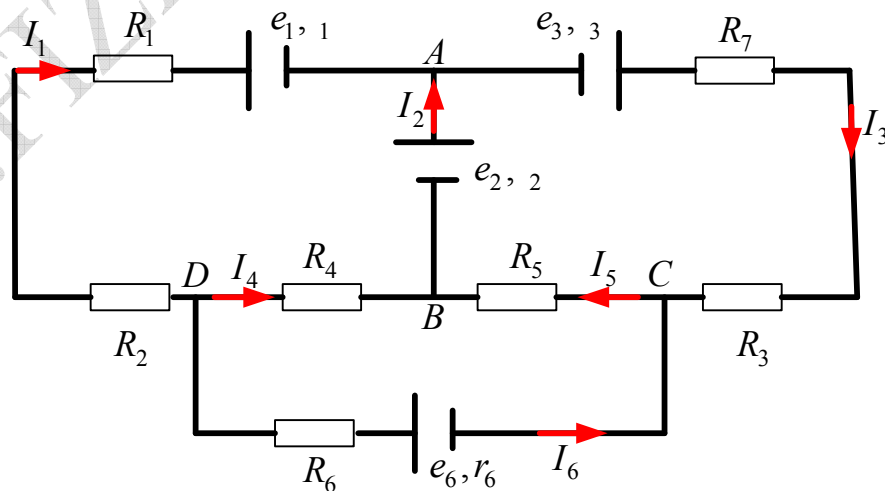 I₁ R₁ e₁, ₁ A e₃, ₃ R₇
I₂ I₃
e₂, ₂
D I₄ R₄ R₅ I₅ C
B
R₂ R₃
R₆ e₆, r₆ I₆